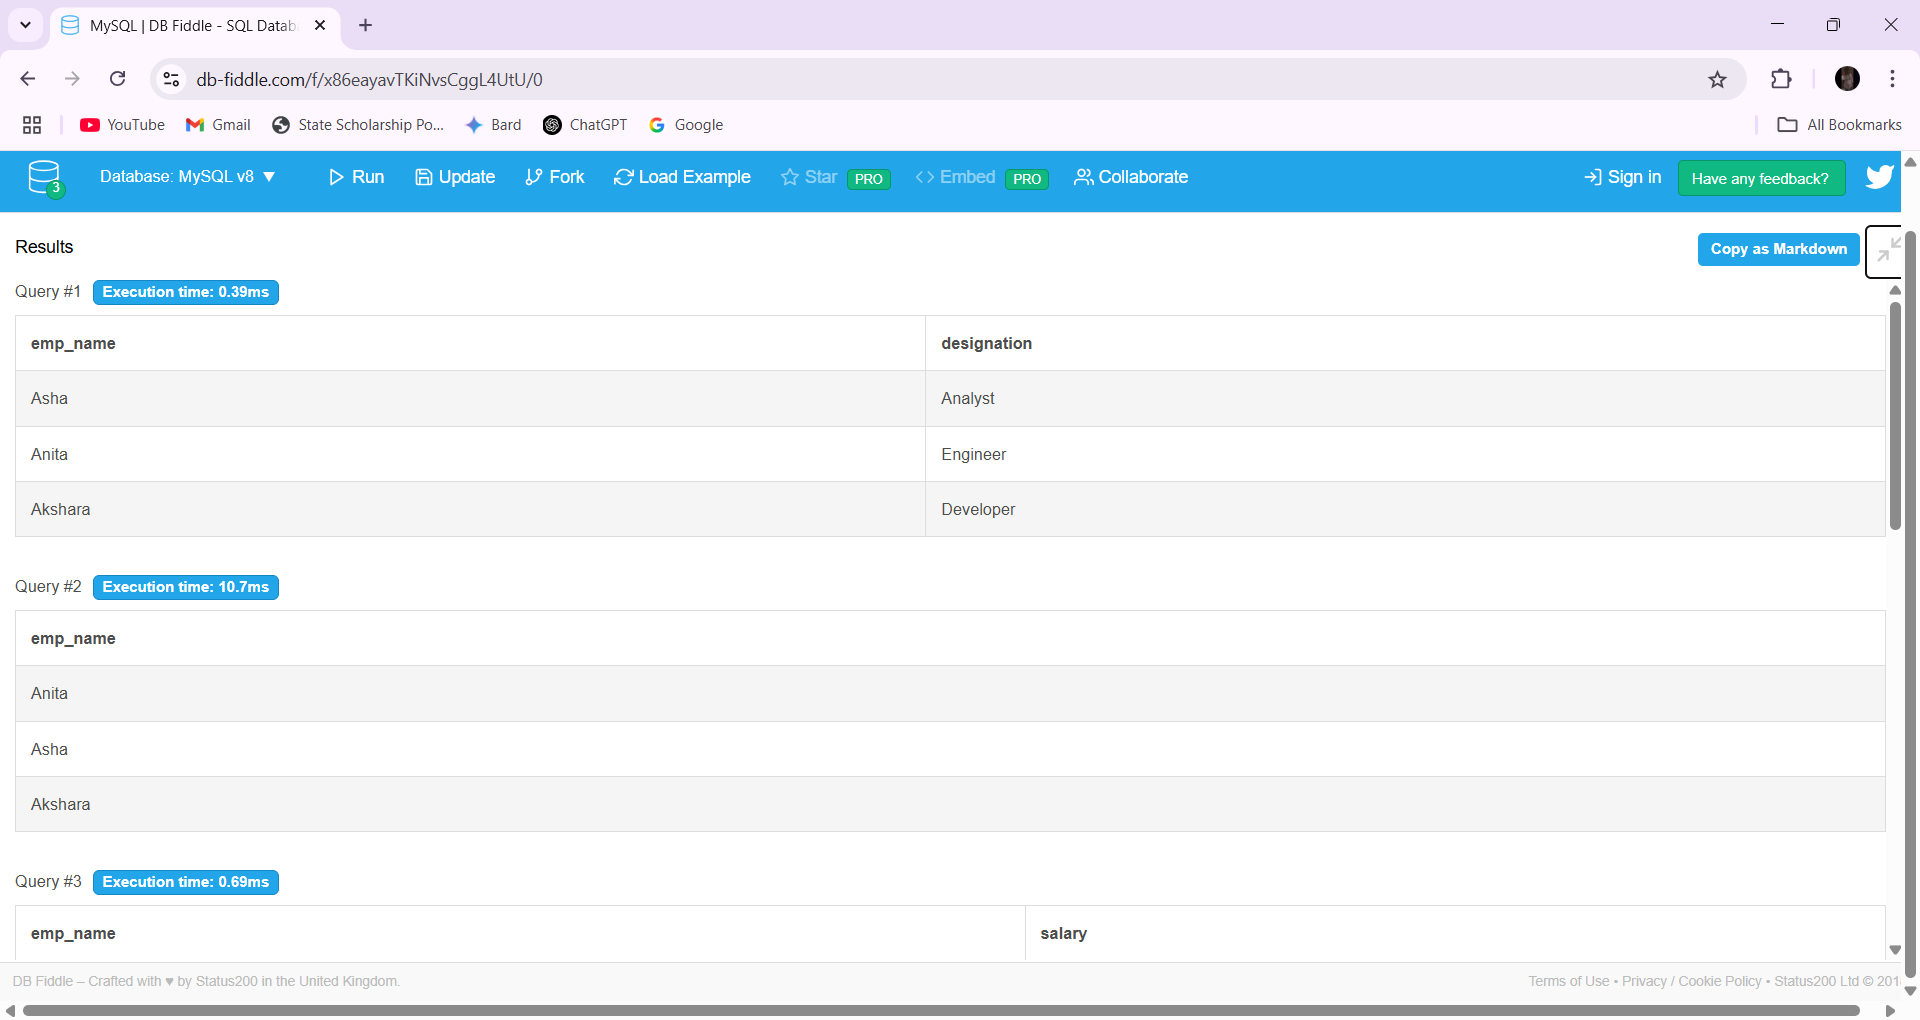 MySQL | DB Fiddle - SQL Datab
db-fiddle.com/f/x86eayavTKiNvsCggL4UtU/0
YouTube Gmail State Scholarship Po... Bard ChatGPT Google All Bookmarks
3 Database: MySQL v8 ▼ Run Update Fork Load Example Star PRO <> Embed PRO Collaborate Sign in Have any feedback?
Results Copy as Markdown
Query #1 Execution time: 0.39ms
emp_name designation
Asha Analyst
Anita Engineer
Akshara Developer
Query #2 Execution time: 10.7ms
emp_name
Anita
Asha
Akshara
Query #3 Execution time: 0.69ms
emp_name salary
DB Fiddle – Crafted with ♥ by Status200 in the United Kingdom. Terms of Use • Privacy / Cookie Policy • Status200 Ltd © 201